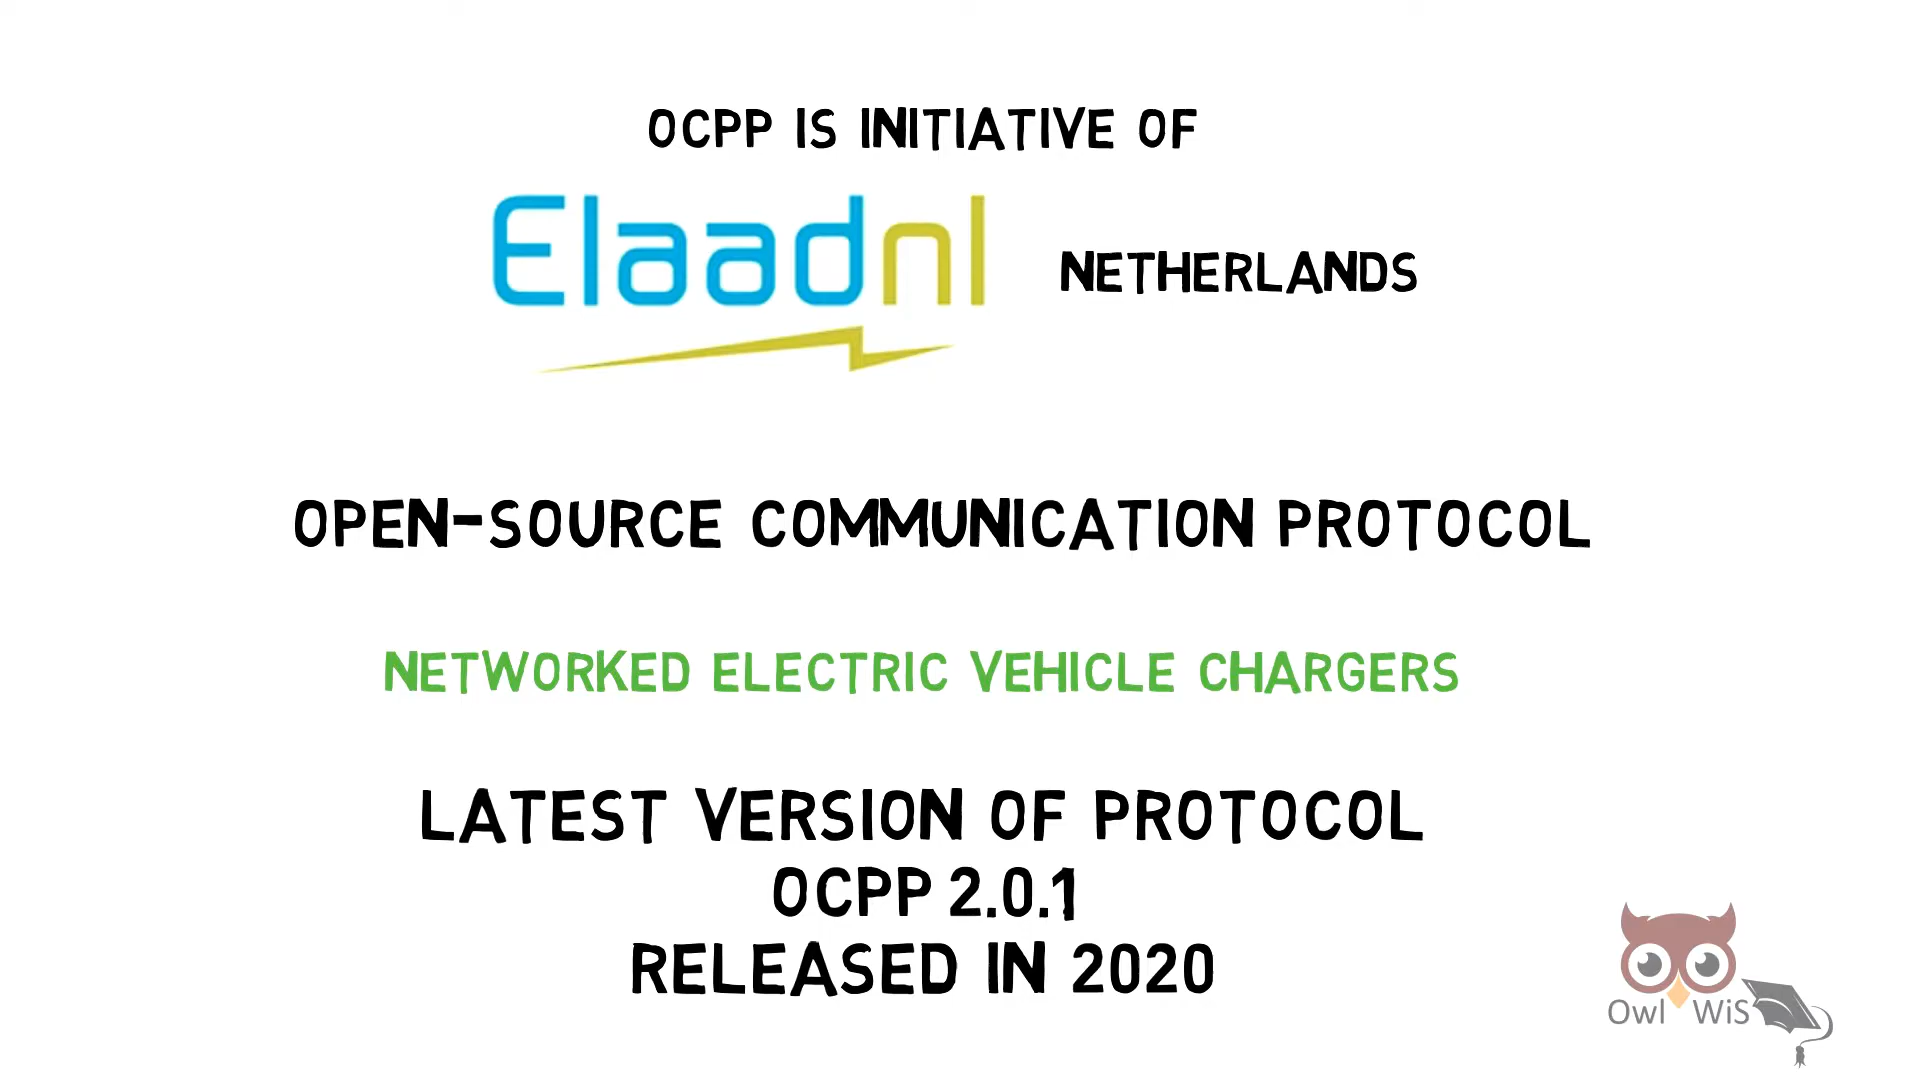 OCPP IS INITIATIVE OF
Elaadnl
NETHERLANDS
OPEN-SOURCE COMMUNICATION PROTOCOL
NETWORKED ELECTRIC VEHICLE CHARGERS
LATEST VERSION OF PROTOCOL
OCPP 2.0.1
RELEASED IN 2020
Owl WiS